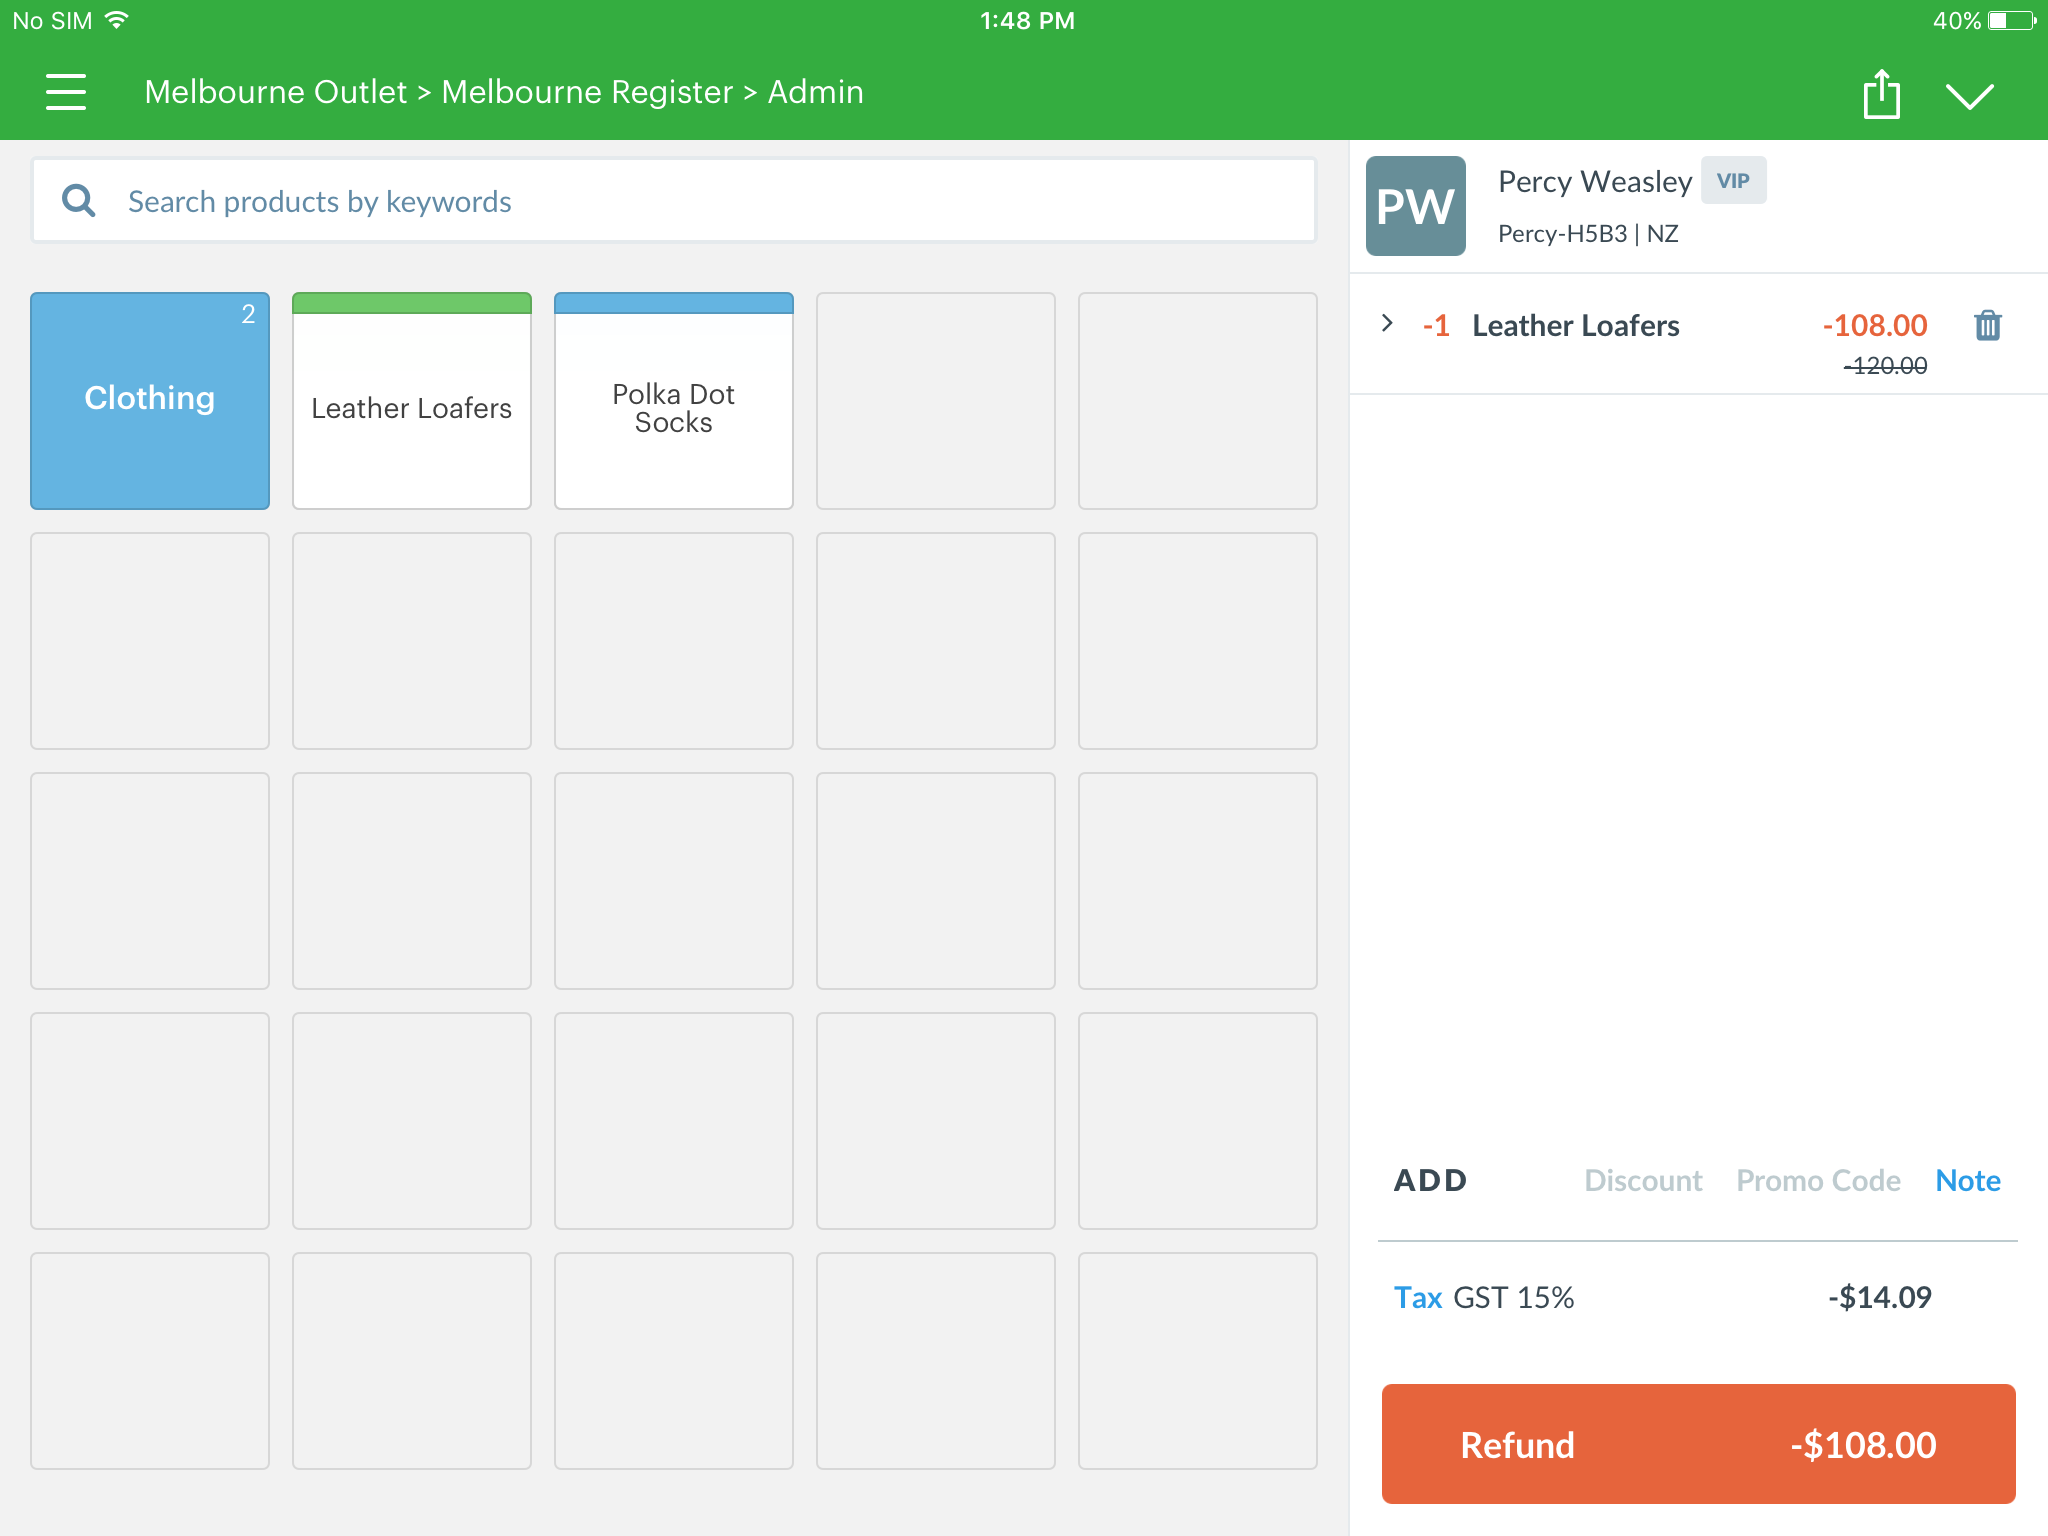 No SIM 1:48 PM 40%
Melbourne Outlet > Melbourne Register > Admin
Search products by keywords
2
Clothing
Leather Loafers
Polka Dot
Socks
PW
Percy Weasley VIP
Percy-H5B3 | NZ
-1 Leather Loafers -108.00
-120.00
ADD Discount Promo Code Note
Tax GST 15% -$14.09
Refund -$108.00